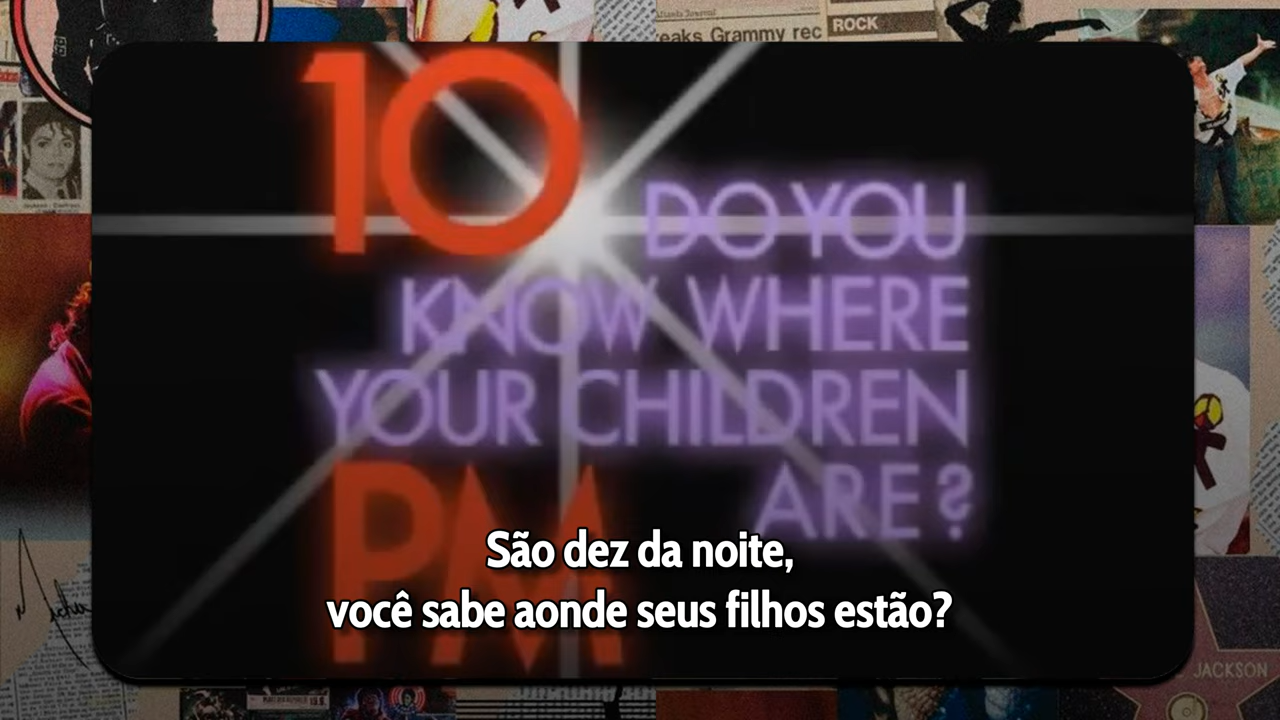 eaks Grammy rec
ROCK
10
DO YOU
KNOW WHERE
YOUR CHILDREN
ARE?
PM
São dez da noite,
você sabe aonde seus filhos estão?
JACKSON